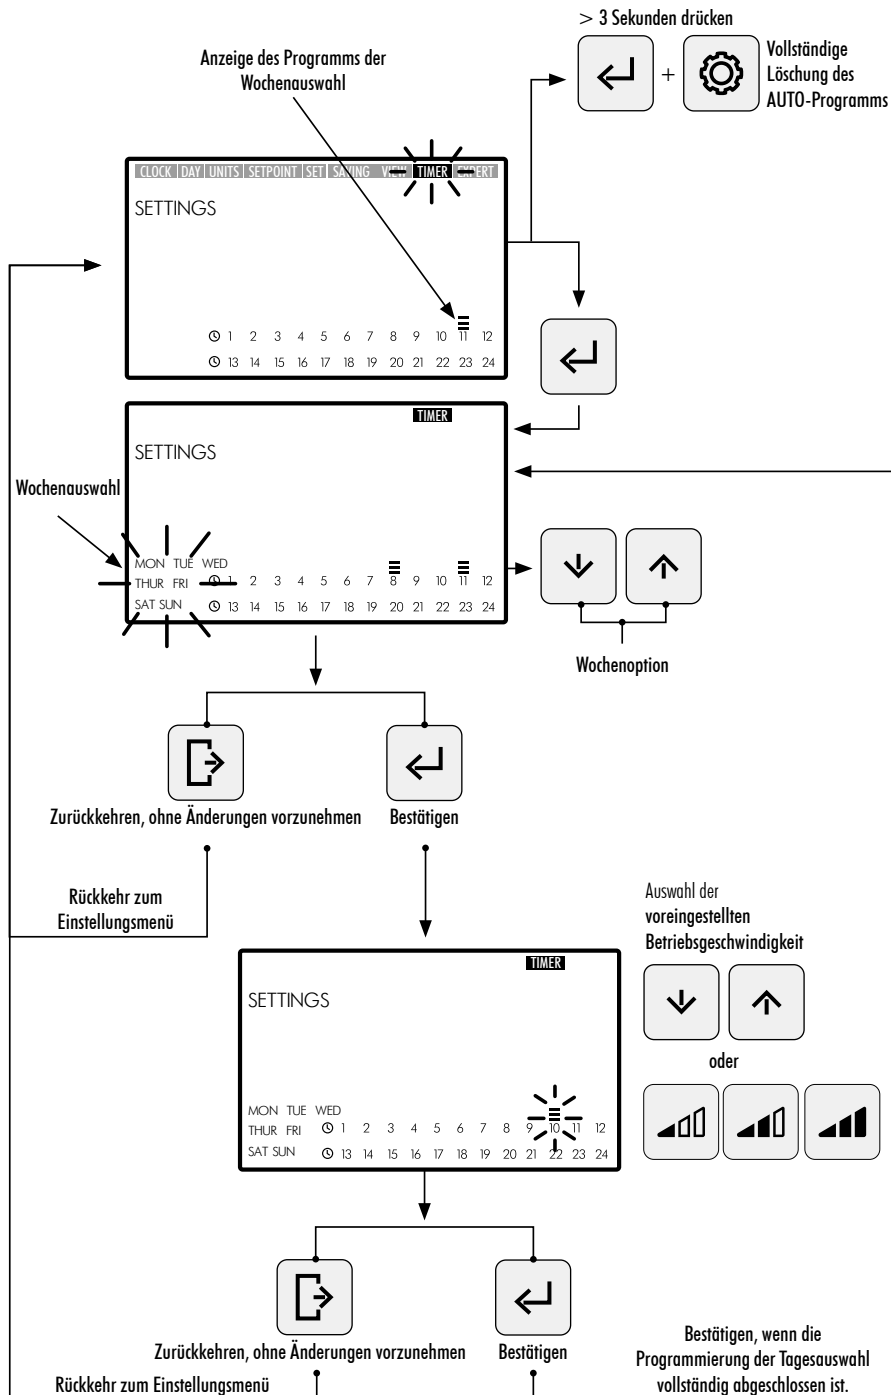 > 3 Sekunden drücken
Anzeige des Programms der
Wochenauswahl
+
Vollständige
Löschung des
AUTO-Programms
CLOCK DAY UNITS SETPOINT SET SAVING VIEW TIMER EXPERT
SETTINGS
1 2 3 4 5 6 7 8 9 10 11 12
13 14 15 16 17 18 19 20 21 22 23 24
TIMER
SETTINGS
Wochenauswahl
MON TUE WED
THUR FRI 1 2 3 4 5 6 7 8 9 10 11 12
SAT SUN 13 14 15 16 17 18 19 20 21 22 23 24
Wochenoption
Zurückkehren, ohne Änderungen vorzunehmen
Bestätigen
Rückkehr zum
Einstellungsmenü
Auswahl der
voreingestellten
Betriebsgeschwindigkeit
oder
TIMER
SETTINGS
MON TUE WED
THUR FRI 1 2 3 4 5 6 7 8 9 10 11 12
SAT SUN 13 14 15 16 17 18 19 20 21 22 23 24
Zurückkehren, ohne Änderungen vorzunehmen
Bestätigen
Rückkehr zum Einstellungsmenü
Bestätigen, wenn die
Programmierung der Tagesauswahl
vollständig abgeschlossen ist.